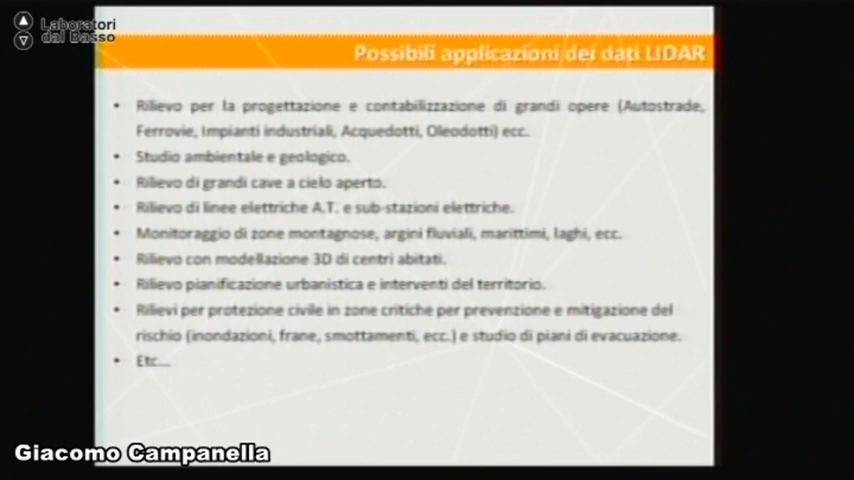 Laboratori
dal Basso
Possibili applicazioni dei dati LIDAR
• Rilievo per la progettazione e contabilizzazione di grandi opere (Autostrade,
Ferrovie, Impianti industriali, Acquedotti, Oleodotti) ecc.
• Studio ambientale e geologico.
• Rilievo di grandi cave a cielo aperto.
• Rilievo di linee elettriche A.T. e sub-stazioni elettriche.
• Monitoraggio di zone montagnose, argini fluviali, marittimi, laghi, ecc.
• Rilievo con modellazione 3D di centri abitati.
• Rilievo pianificazione urbanistica e interventi del territorio.
• Rilievi per protezione civile in zone critiche per prevenzione e mitigazione del
rischio (inondazioni, frane, smottamenti, ecc.) e studio di piani di evacuazione.
• Etc...
Giacomo Campanella